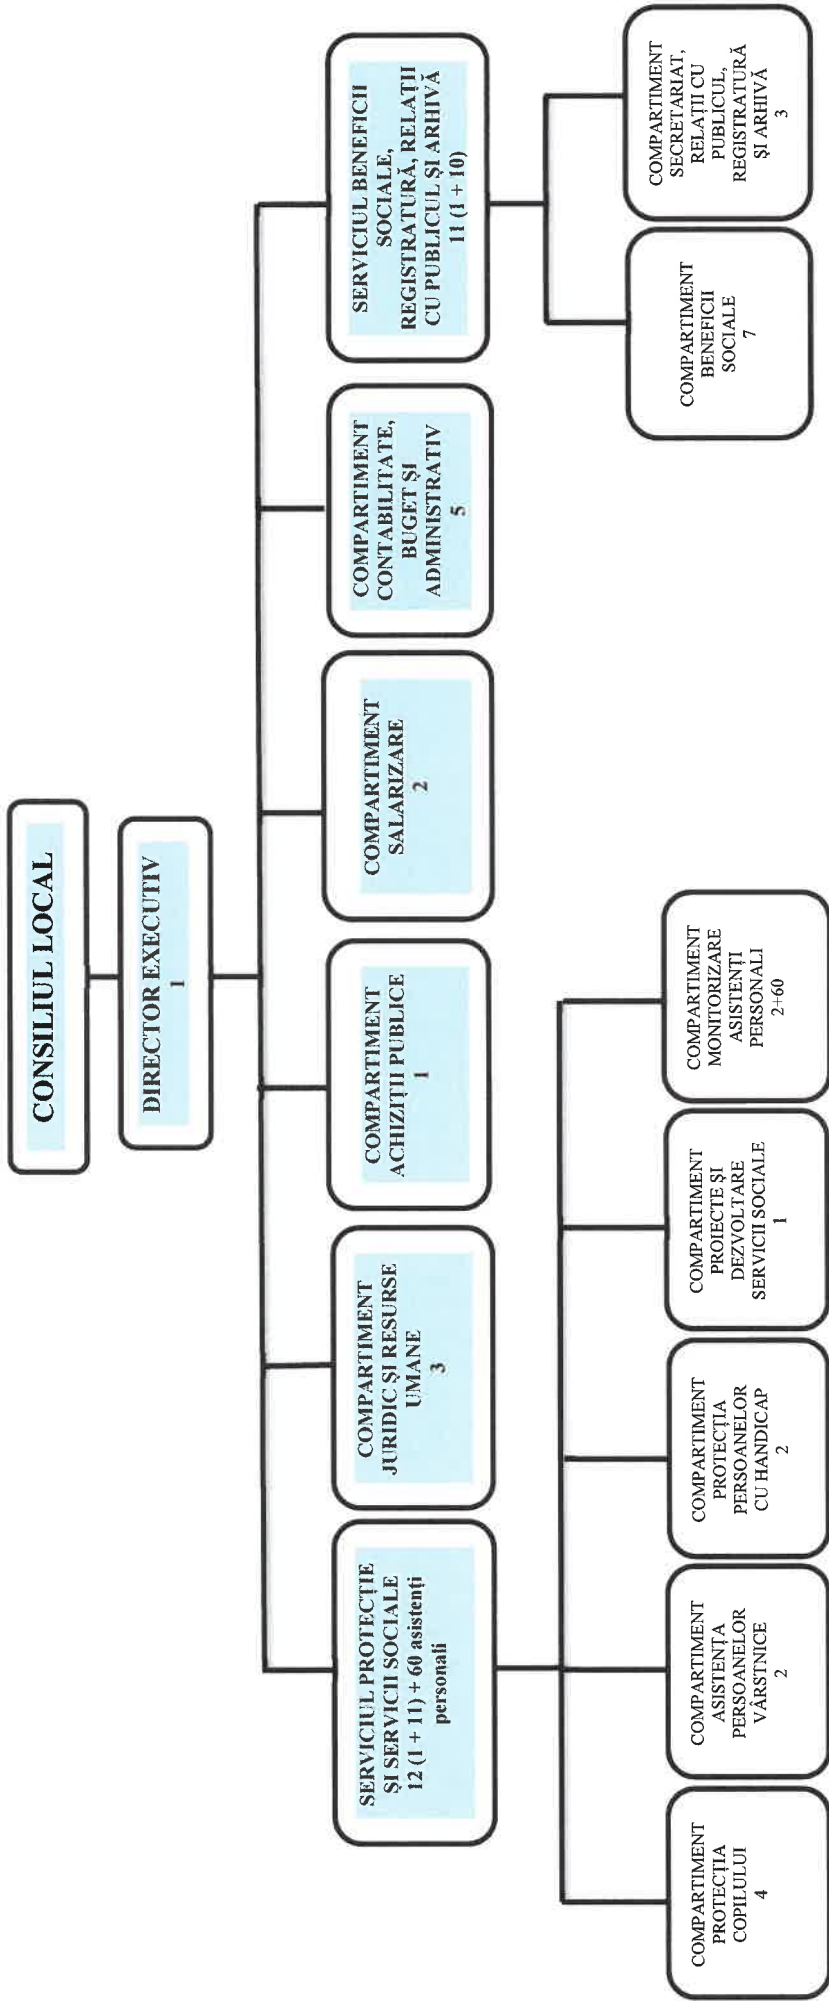 CONSILIUL LOCAL
DIRECTOR EXECUTIV
1
SERVICIUL PROTECȚIE
ȘI SERVICII SOCIALE
12 (1 + 11) + 60 asistenți
personali
COMPARTIMENT
JURIDIC ȘI RESURSE
UMANE
3
COMPARTIMENT
ACHIZIȚII PUBLICE
1
COMPARTIMENT
SALARIZARE
2
COMPARTIMENT
CONTABILITATE,
BUGET ȘI
ADMINISTRATIV
5
SERVICIUL BENEFICII
SOCIALE,
REGISTRATURĂ, RELAȚII
CU PUBLICUL ȘI ARHIVĂ
11 (1 + 10)
COMPARTIMENT
PROTECȚIA
COPILULUI
4
COMPARTIMENT
ASISTENȚA
PERSOANELOR
VÂRSTNICE
2
COMPARTIMENT
PROTECȚIA
PERSOANELOR
CU HANDICAP
2
COMPARTIMENT
PROIECTE ȘI
DEZVOLTARE
SERVICII SOCIALE
1
COMPARTIMENT
MONITORIZARE
ASISTENȚI
PERSONALI
2+60
COMPARTIMENT
BENEFICII
SOCIALE
7
COMPARTIMENT
SECRETARIAT,
RELAȚII CU
PUBLICUL,
REGISTRATURĂ
ȘI ARHIVĂ
3